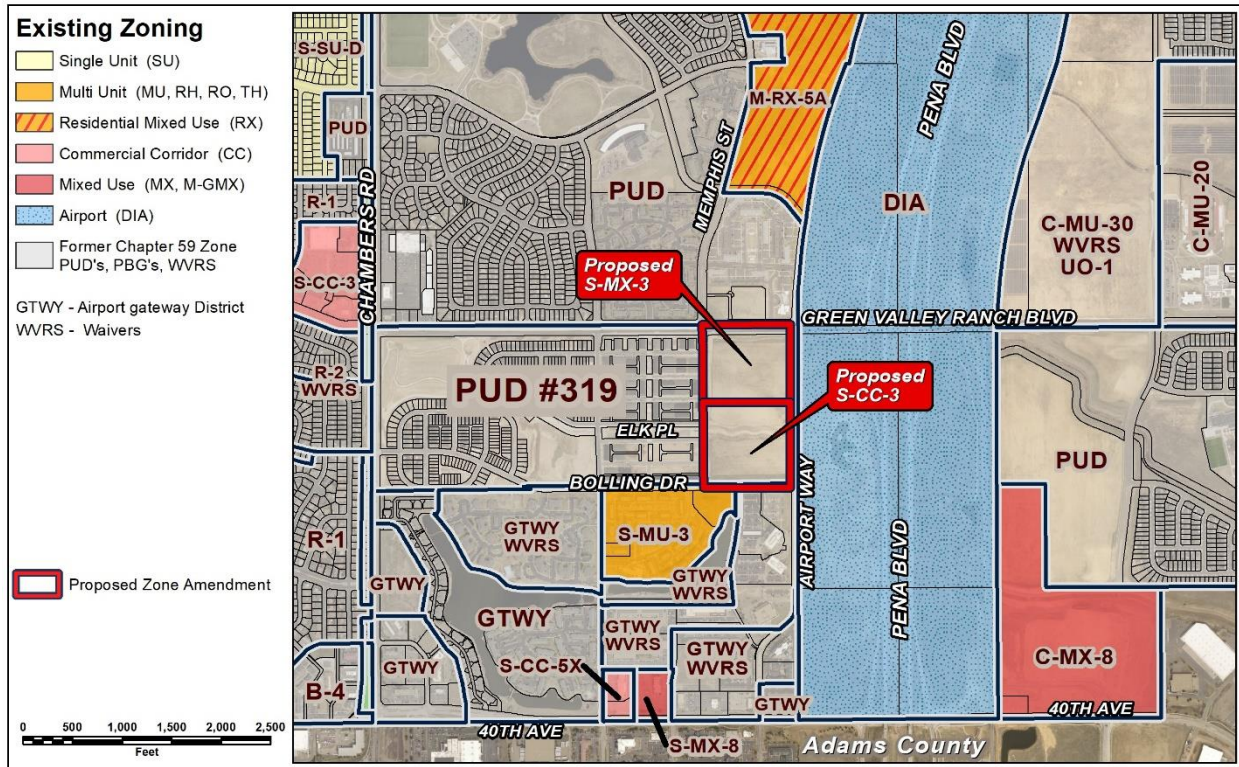 Existing Zoning
Single Unit (SU)
Multi Unit (MU, RH, RO, TH)
Residential Mixed Use (RX)
Commercial Corridor (CC)
Mixed Use (MX, M-GMX)
Airport (DIA)
Former Chapter 59 Zone
PUD's, PBG's, WVRS
GTWY - Airport gateway District
WVRS - Waivers
Proposed Zone Amendment
0 500 1,000 1,500 2,000 2,500
Feet
S-SU-D
PUD
R-1
S-CC-3
CHAMBERS RD
R-2
WVRS
R-1
B-4
PUD
MEMPHIS ST
M-RX-5A
PENA BLVD
DIA
C-MU-30
WVRS
UO-1
C-MU-20
Proposed
S-MX-3
GREEN VALLEY RANCH BLVD
PUD #319
Proposed
S-CC-3
ELK PL
BOLLING DR
AIRPORT WAY
PENA BLVD
PUD
GTWY
WVRS
S-MU-3
GTWY
WVRS
GTWY
GTWY
GTWY
WVRS
GTWY
WVRS
GTWY
S-CC-5X
GTWY
C-MX-8
40TH AVE
S-MX-8
40TH AVE
Adams County